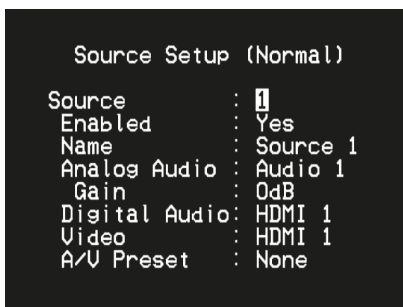 Source Setup (Normal)
Source : 1
Enabled : Yes
Name : Source 1
Analog Audio : Audio 1
Gain : 0dB
Digital Audio: HDMI 1
Video : HDMI 1
A/V Preset : None